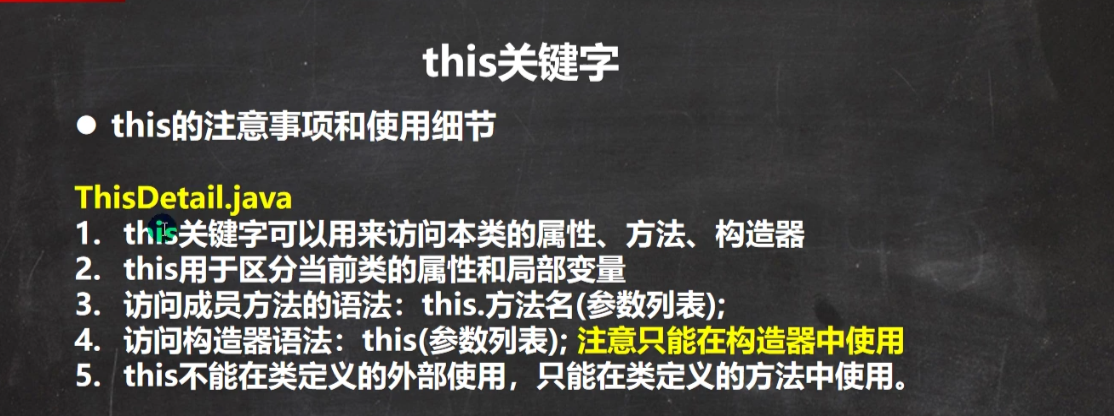 this关键字
● this的注意事项和使用细节
ThisDetail.java
1. this关键字可以用来访问本类的属性、方法、构造器
2. this用于区分当前类的属性和局部变量
3. 访问成员方法的语法：this.方法名(参数列表);
4. 访问构造器语法：this(参数列表); 注意只能在构造器中使用
5. this不能在类定义的外部使用，只能在类定义的方法中使用。